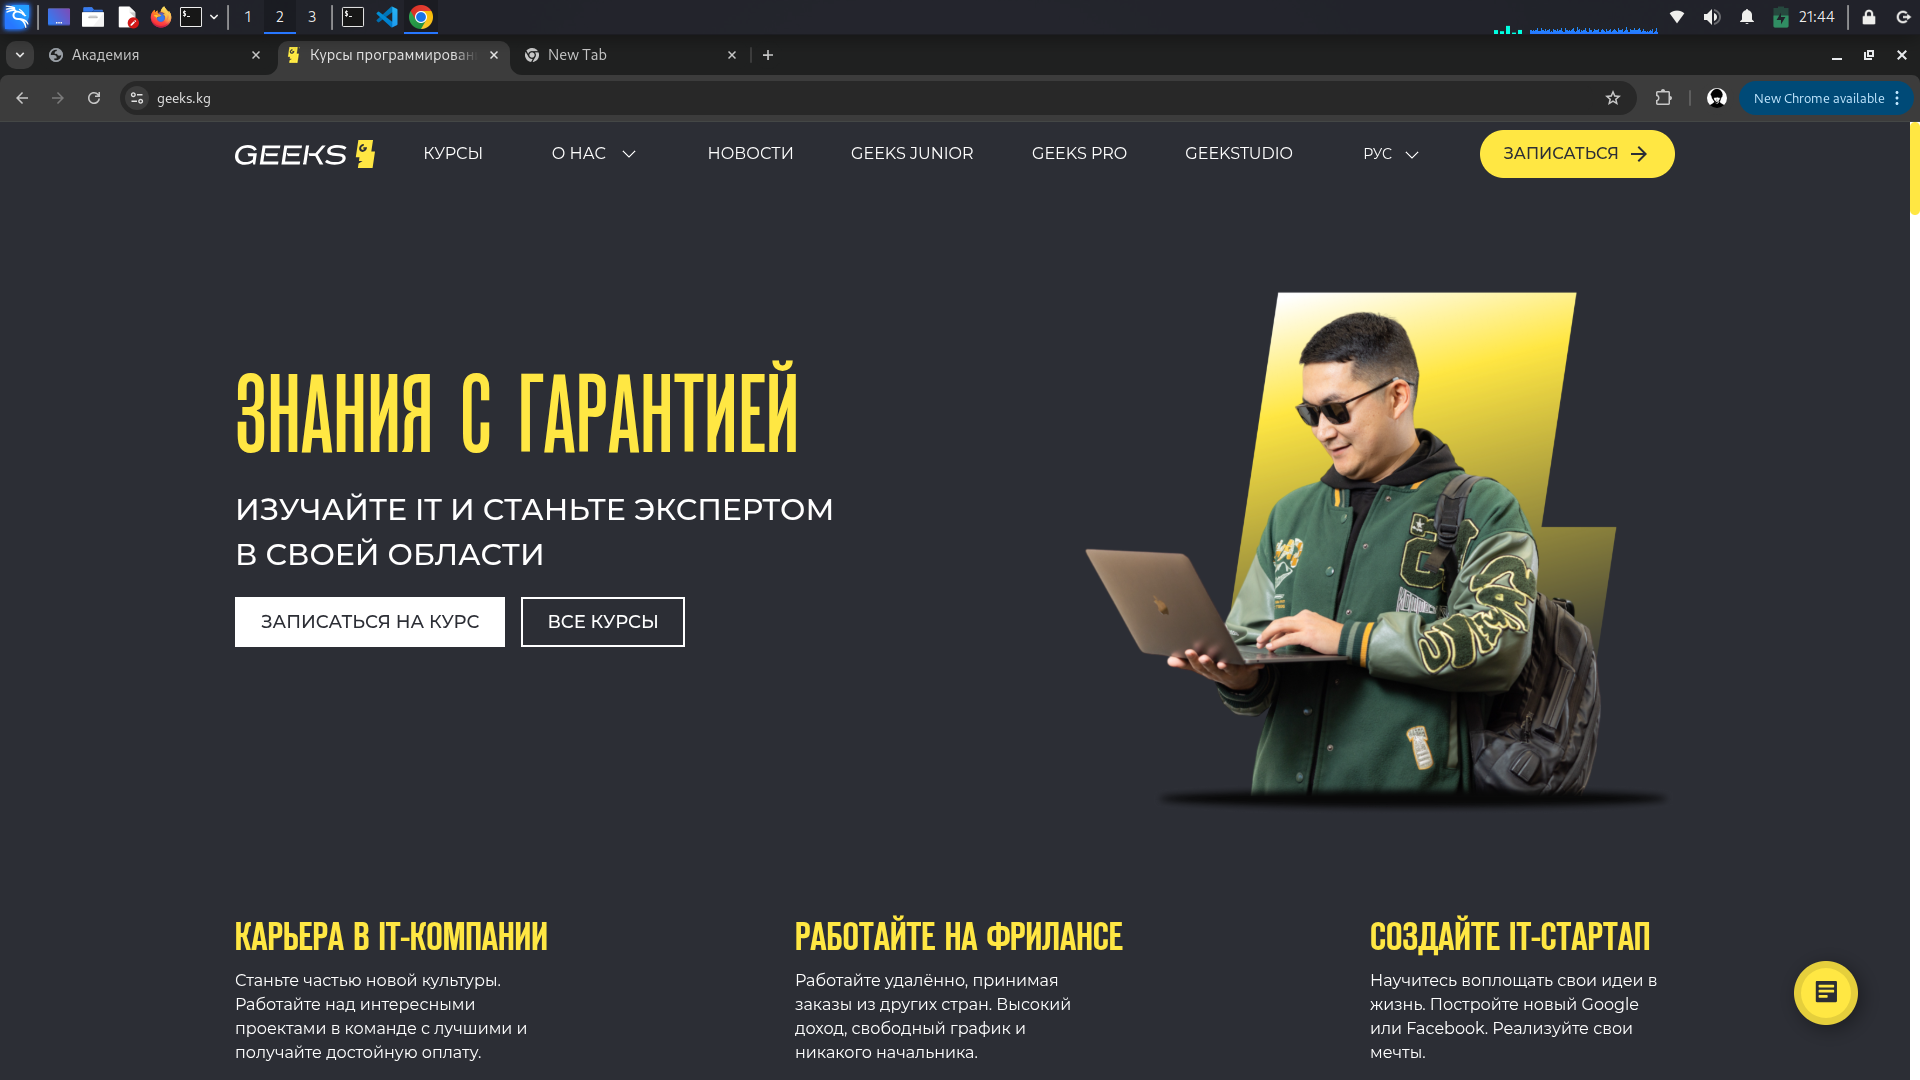 1
2
3
21:44
Академия
Курсы программирован
New Tab
geeks.kg
New Chrome available
GEEKS
КУРСЫ
О НАС
НОВОСТИ
GEEKS JUNIOR
GEEKS PRO
GEEKSTUDIO
РУС
ЗАПИСАТЬСЯ
ЗНАНИЯ С ГАРАНТИЕЙ
ИЗУЧАЙТЕ IT И СТАНЬТЕ ЭКСПЕРТОМ
В СВОЕЙ ОБЛАСТИ
ЗАПИСАТЬСЯ НА КУРС
ВСЕ КУРСЫ
КАРЬЕРА В IT-КОМПАНИИ
Станьте частью новой культуры.
Работайте над интересными
проектами в команде с лучшими и
получайте достойную оплату.
РАБОТАЙТЕ НА ФРИЛАНСЕ
Работайте удалённо, принимая
заказы из других стран. Высокий
доход, свободный график и
никакого начальника.
СОЗДАЙТЕ IT-СТАРТАП
Научитесь воплощать свои идеи в
жизнь. Постройте новый Google
или Facebook. Реализуйте свои
мечты.